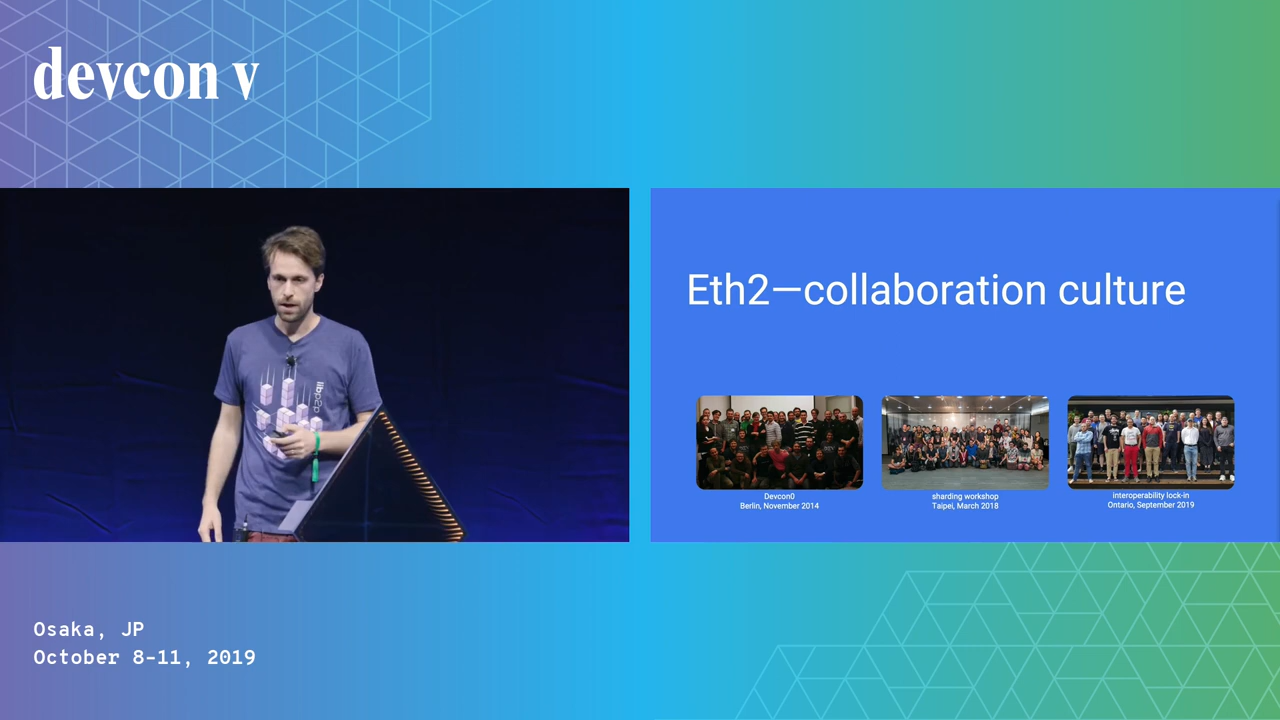 devcon v
libp2p
Eth2—collaboration culture
Devcon0
Berlin, November 2014
sharding workshop
Taipei, March 2018
interoperability lock-in
Ontario, September 2019
Osaka, JP
October 8-11, 2019